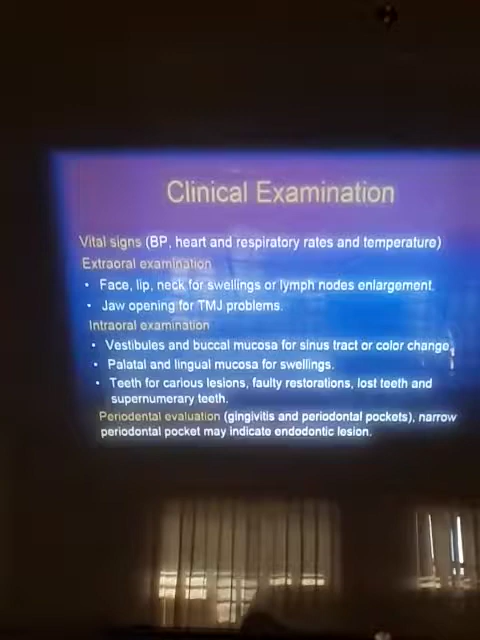 Clinical Examination
Vital signs (BP, heart and respiratory rates and temperature)
Extraoral examination
• Face, lip, neck for swellings or lymph nodes enlargement.
• Jaw opening for TMJ problems.
Intraoral examination
• Vestibules and buccal mucosa for sinus tract or color change.
• Palatal and lingual mucosa for swellings.
• Teeth for carious lesions, faulty restorations, lost teeth and
supernumerary teeth.
Periodental evaluation (gingivitis and periodontal pockets), narrow
periodontal pocket may indicate endodontic lesion.